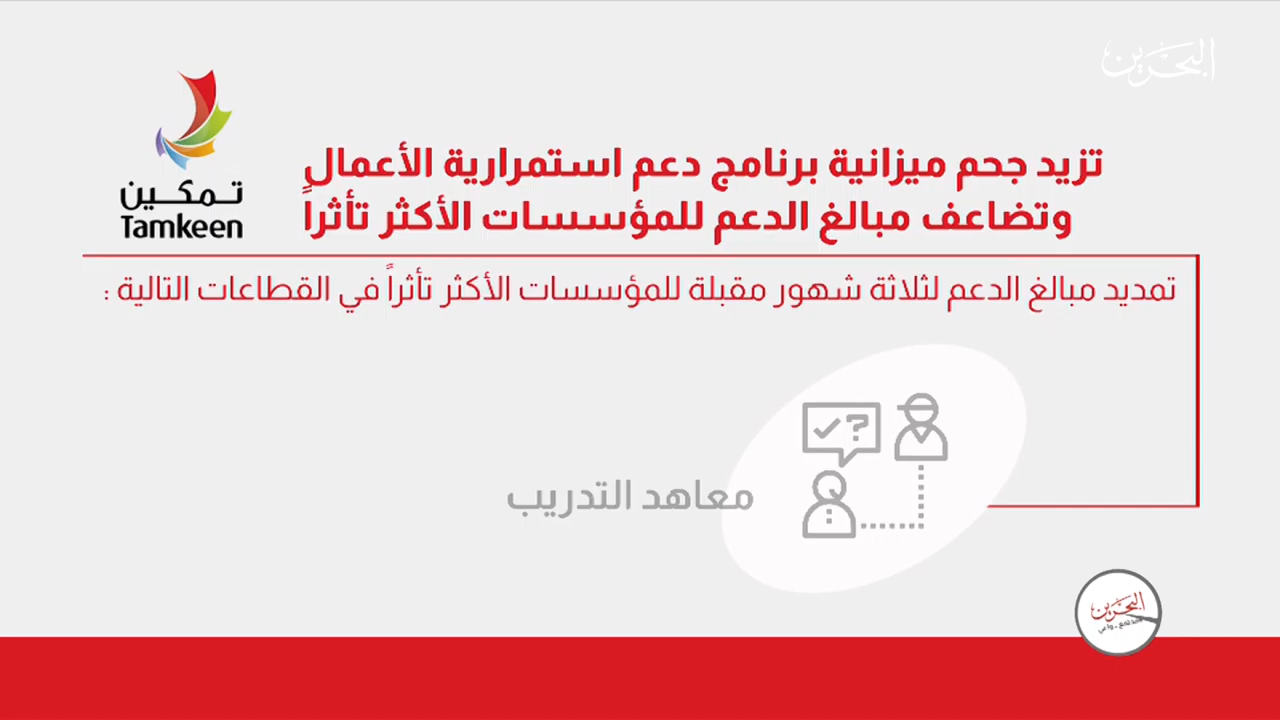 البحرين
تمكين
Tamkeen
تزيد جحم ميزانية برنامج دعم استمرارية الأعمال
وتضاعف مبالغ الدعم للمؤسسات الأكثر تأثراً
تمديد مبالغ الدعم لثلاثة شهور مقبلة للمؤسسات الأكثر تأثراً في القطاعات التالية :
?
معاهد التدريب
البحرين